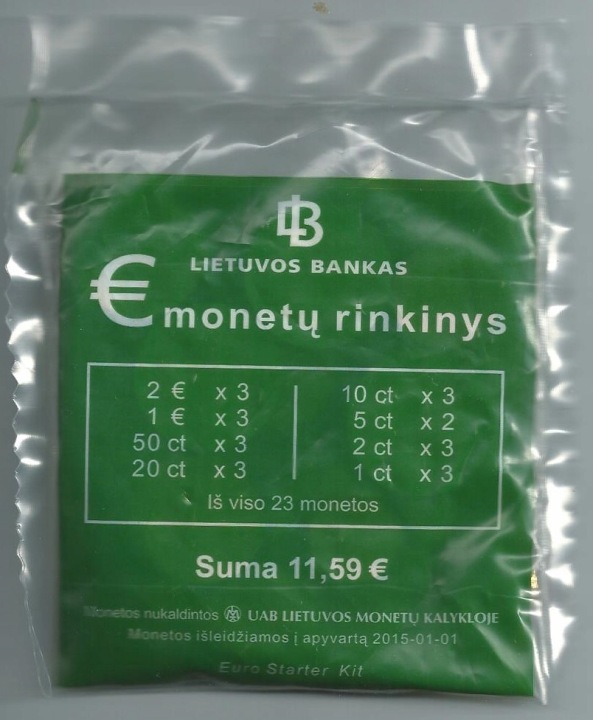 LB
LIETUVOS BANKAS
€ monetų rinkinys
2 € x 3
1 € x 3
50 ct x 3
20 ct x 3
10 ct x 3
5 ct x 2
2 ct x 3
1 ct x 3
Iš viso 23 monetos
Suma 11,59 €
Monetos nukaldintos UAB LIETUVOS MONETŲ KALYKLOJE
Monetos išleidžiamos į apyvartą 2015-01-01
Euro Starter Kit